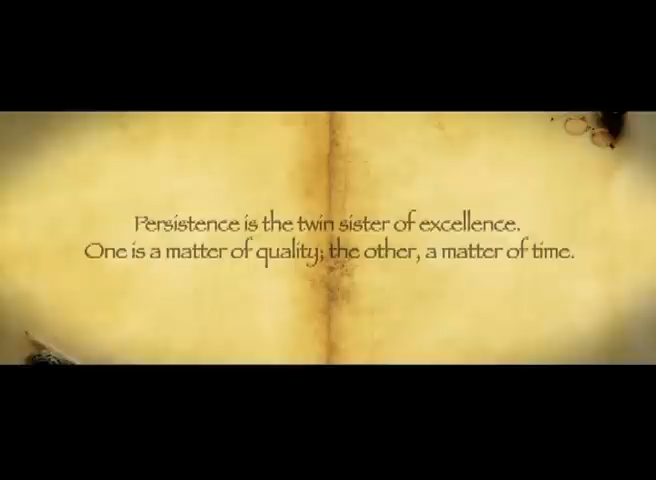 Persistence is the twin sister of excellence.
One is a matter of quality; the other, a matter of time.